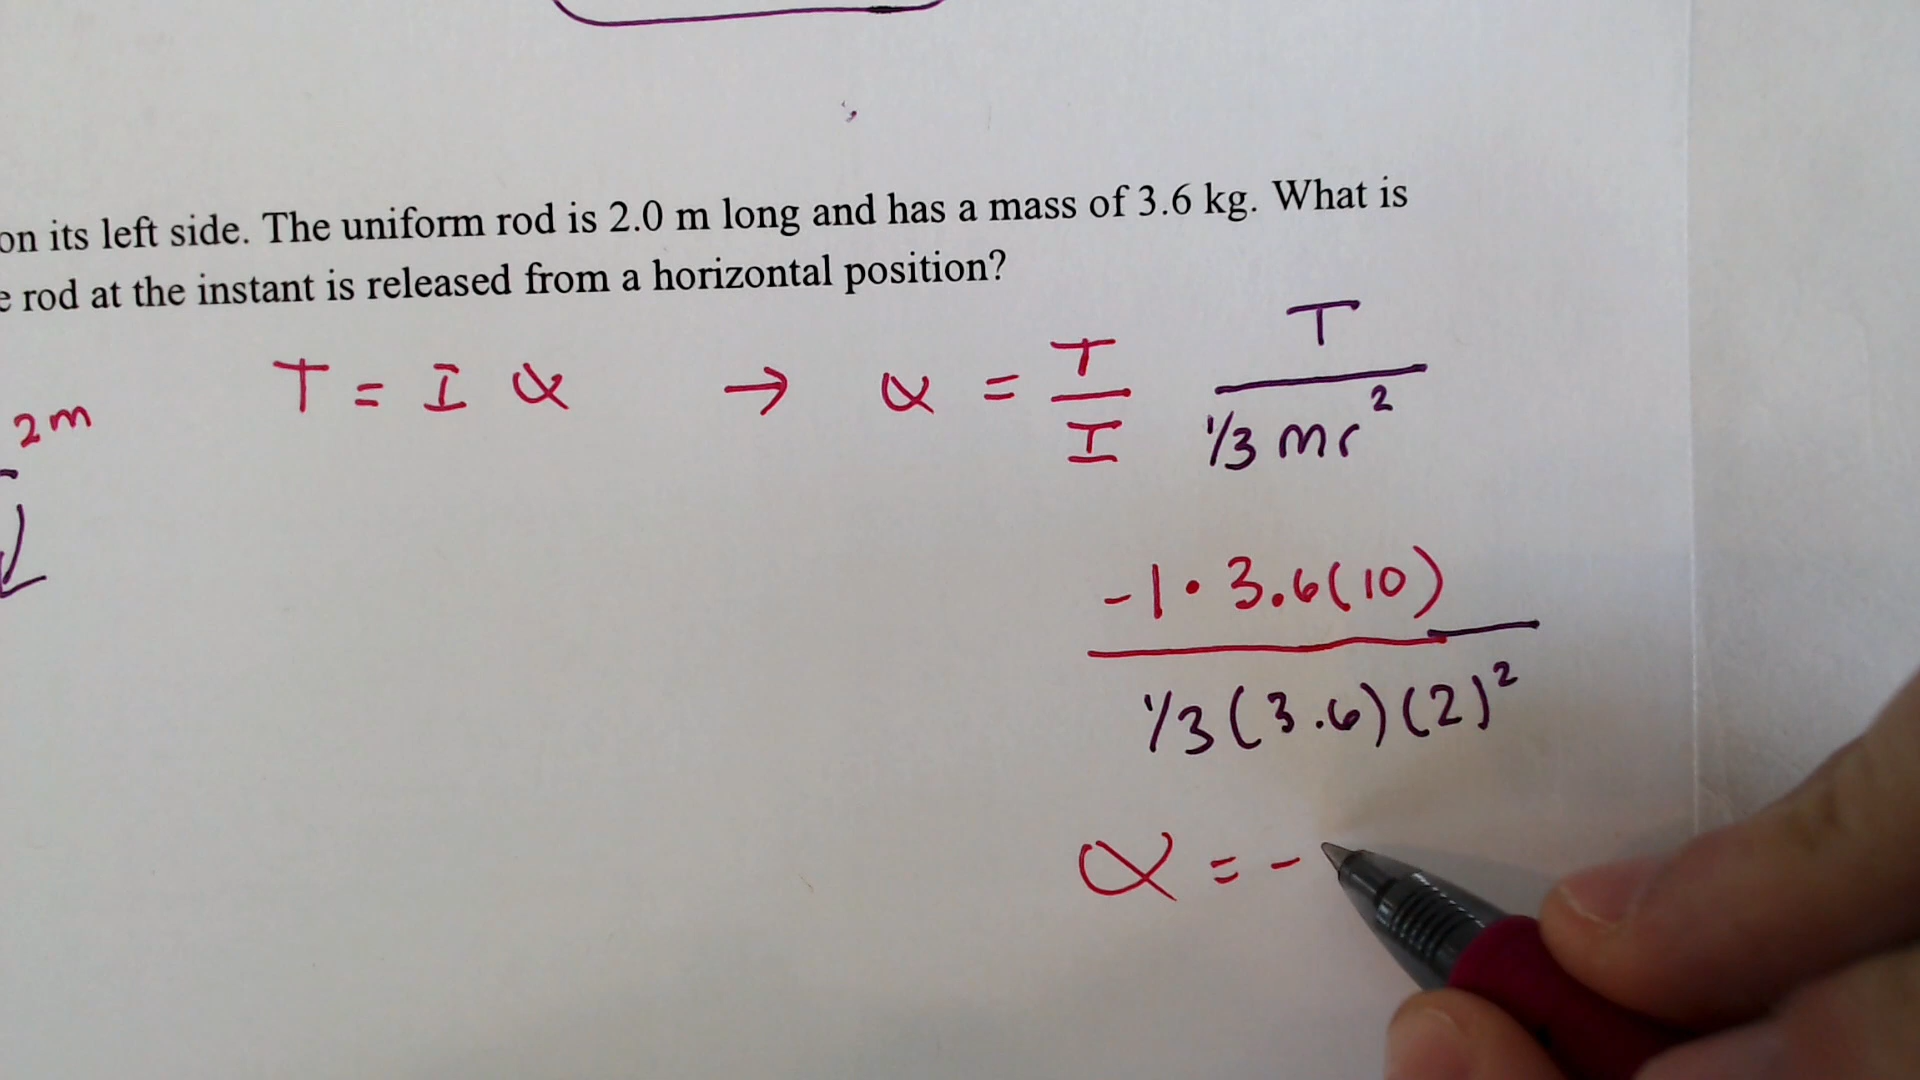 on its left side. The uniform rod is 2.0 m long and has a mass of 3.6 kg. What is
e rod at the instant is released from a horizontal position?
2m
T = I α → α = T/I T/(1/3 mr²)
-1 · 3.6(10)
1/3 (3.6)(2)²
α = -